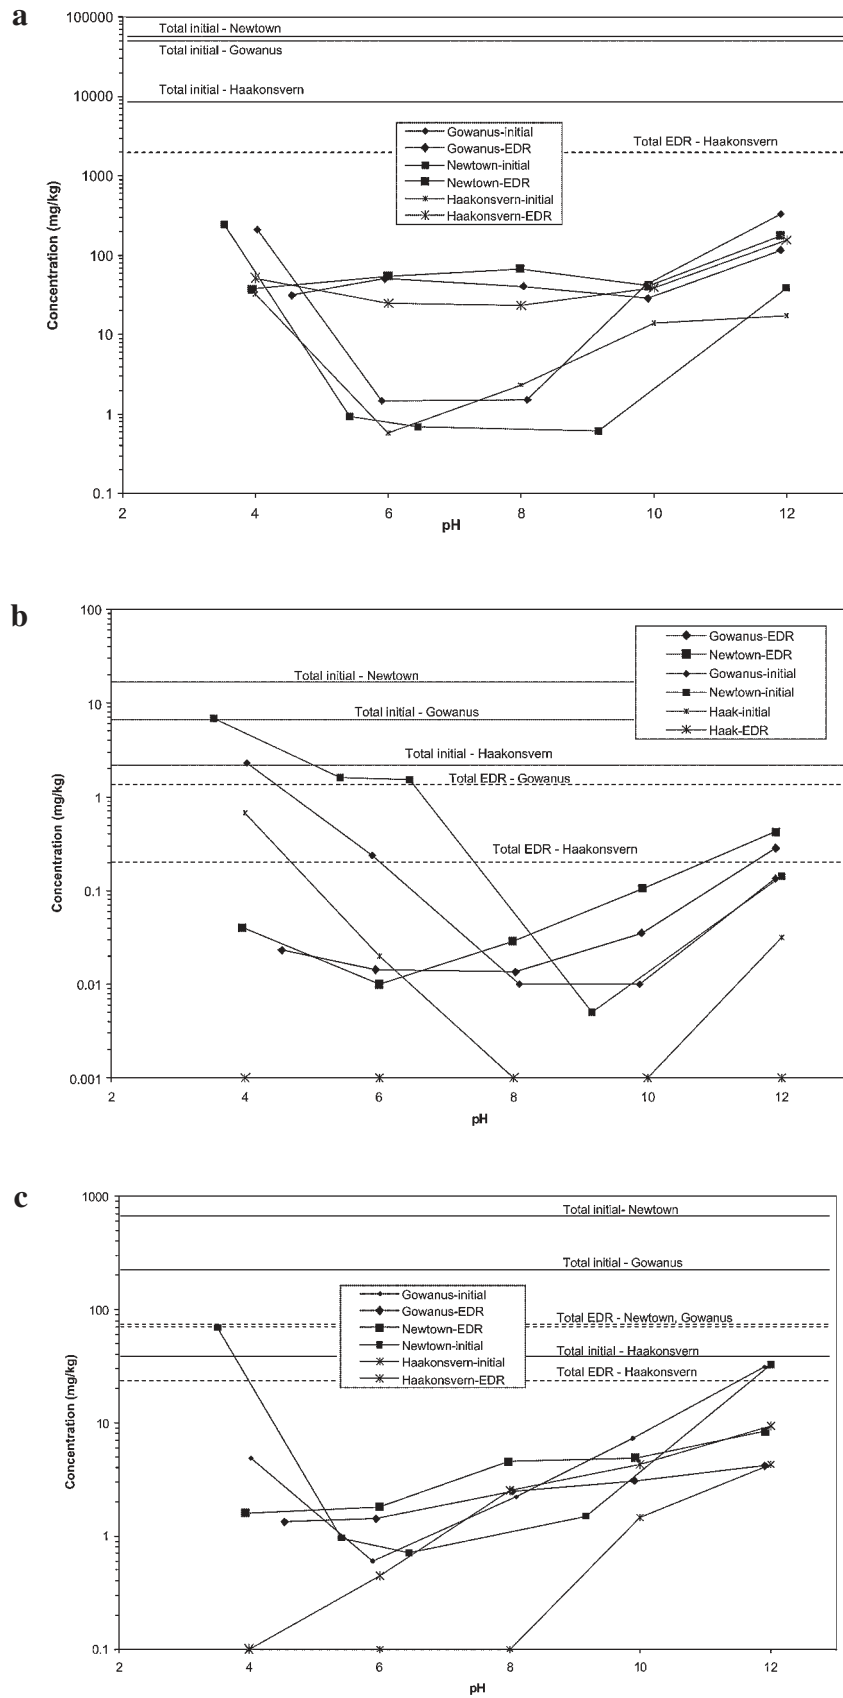 a
100000
Total initial - Newtown
Total initial - Gowanus
10000
Total initial - Haakonsvern
Total EDR - Haakonsvern
Gowanus-initial
Gowanus-EDR
Newtown-initial
Newtown-EDR
Haakonsvern-initial
Haakonsvern-EDR
1000
100
10
1
0.1
Concentration (mg/kg)
2
4
6
8
10
12
pH
b
100
Gowanus-EDR
Newtown-EDR
Gowanus-initial
Newtown-initial
Haak-initial
Haak-EDR
Total initial - Newtown
10
Total initial - Gowanus
Total initial - Haakonsvern
Total EDR - Gowanus
1
Total EDR - Haakonsvern
0.1
0.01
0.001
Concentration (mg/kg)
2
4
6
8
10
12
pH
c
1000
Total initial- Newtown
Total initial - Gowanus
Gowanus-initial
Gowanus-EDR
Newtown-EDR
Newtown-initial
Haakonsvern-initial
Haakonsvern-EDR
100
Total EDR - Newtown, Gowanus
Total initial - Haakonsvern
Total EDR - Haakonsvern
10
1
0.1
Concentration (mg/kg)
2
4
6
8
10
12
pH